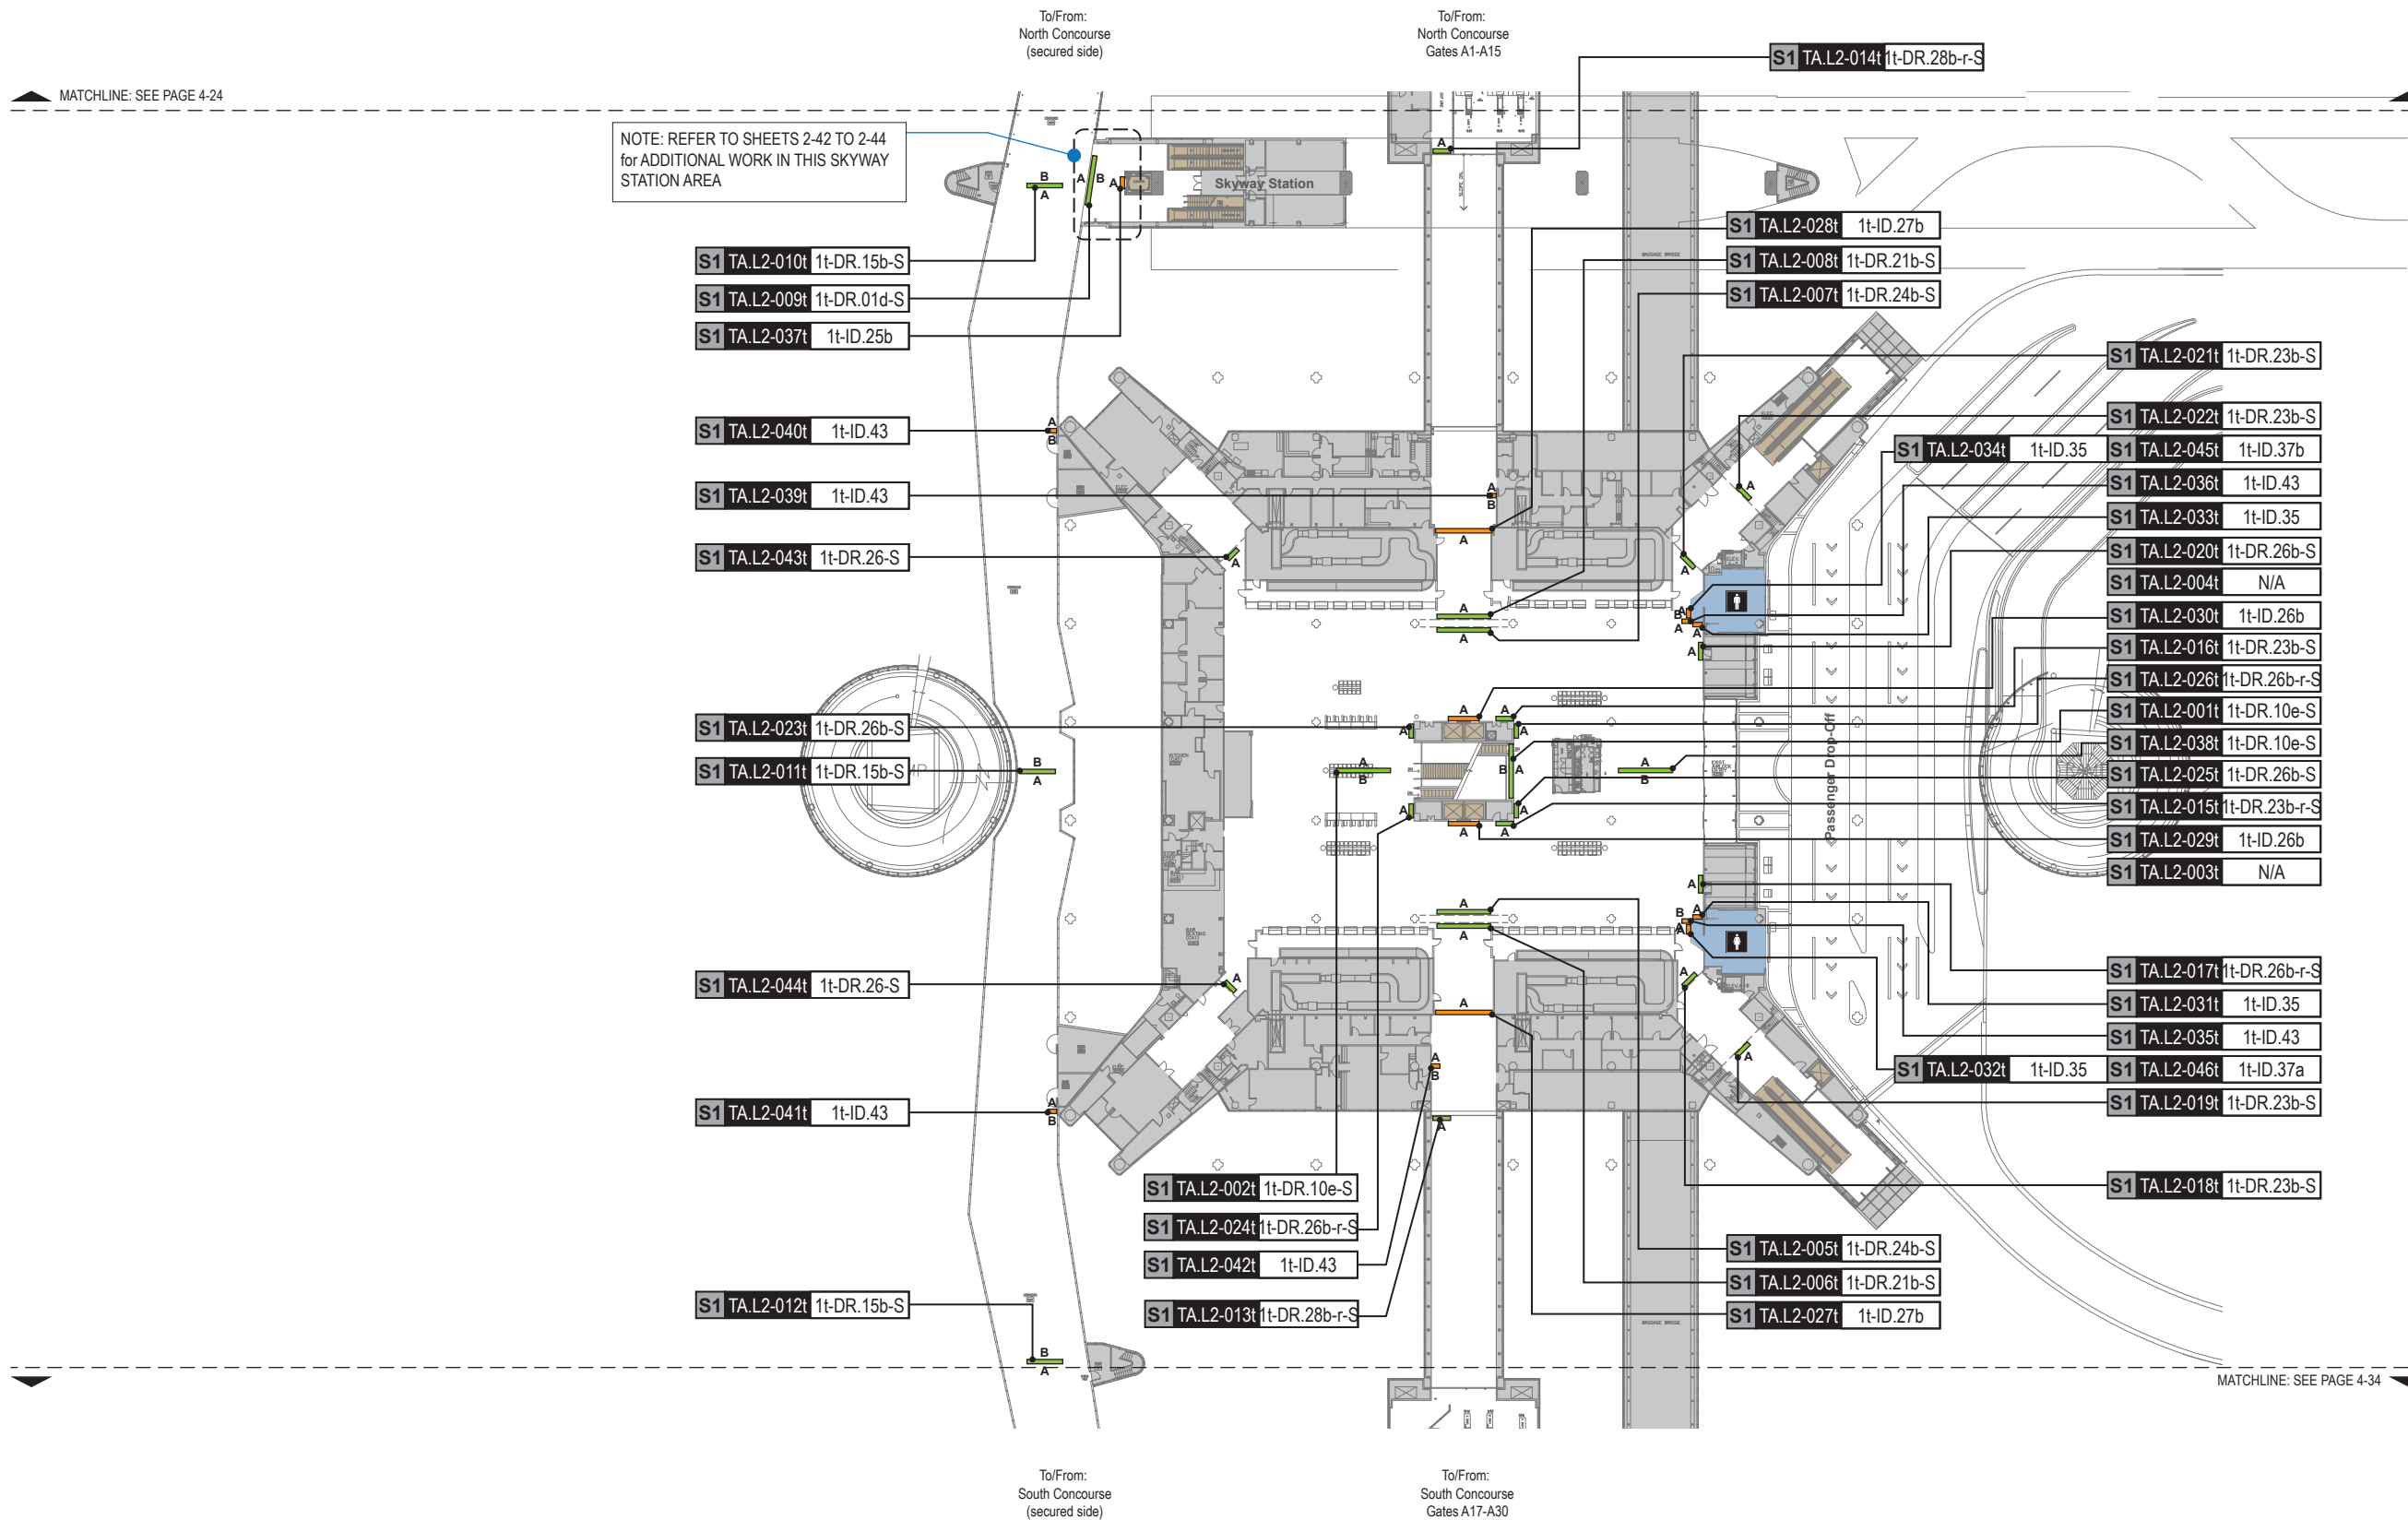 To/From:
North Concourse
(secured side)
To/From:
North Concourse
Gates A1-A15
S1 TA.L2-014t 1t-DR.28b-r-S
MATCHLINE: SEE PAGE 4-24
NOTE: REFER TO SHEETS 2-42 TO 2-44
for ADDITIONAL WORK IN THIS SKYWAY
STATION AREA
Skyway Station
S1 TA.L2-010t 1t-DR.15b-S
S1 TA.L2-009t 1t-DR.01d-S
S1 TA.L2-037t 1t-ID.25b
S1 TA.L2-040t 1t-ID.43
S1 TA.L2-039t 1t-ID.43
S1 TA.L2-043t 1t-DR.26-S
S1 TA.L2-023t 1t-DR.26b-S
S1 TA.L2-011t 1t-DR.15b-S
S1 TA.L2-044t 1t-DR.26-S
S1 TA.L2-041t 1t-ID.43
S1 TA.L2-012t 1t-DR.15b-S
S1 TA.L2-002t 1t-DR.10e-S
S1 TA.L2-024t 1t-DR.26b-r-S
S1 TA.L2-042t 1t-ID.43
S1 TA.L2-013t 1t-DR.28b-r-S
S1 TA.L2-028t 1t-ID.27b
S1 TA.L2-008t 1t-DR.21b-S
S1 TA.L2-007t 1t-DR.24b-S
BAGGAGE BRIDGE
S1 TA.L2-021t 1t-DR.23b-S
S1 TA.L2-022t 1t-DR.23b-S
S1 TA.L2-034t 1t-ID.35
S1 TA.L2-045t 1t-ID.37b
S1 TA.L2-036t 1t-ID.43
S1 TA.L2-033t 1t-ID.35
S1 TA.L2-020t 1t-DR.26b-S
S1 TA.L2-004t N/A
S1 TA.L2-030t 1t-ID.26b
S1 TA.L2-016t 1t-DR.23b-S
S1 TA.L2-026t 1t-DR.26b-r-S
S1 TA.L2-001t 1t-DR.10e-S
S1 TA.L2-038t 1t-DR.10e-S
S1 TA.L2-025t 1t-DR.26b-S
S1 TA.L2-015t 1t-DR.23b-r-S
S1 TA.L2-029t 1t-ID.26b
S1 TA.L2-003t N/A
Passenger Drop-Off
S1 TA.L2-017t 1t-DR.26b-r-S
S1 TA.L2-031t 1t-ID.35
S1 TA.L2-035t 1t-ID.43
S1 TA.L2-032t 1t-ID.35
S1 TA.L2-046t 1t-ID.37a
S1 TA.L2-019t 1t-DR.23b-S
S1 TA.L2-018t 1t-DR.23b-S
S1 TA.L2-005t 1t-DR.24b-S
S1 TA.L2-006t 1t-DR.21b-S
S1 TA.L2-027t 1t-ID.27b
BAGGAGE BRIDGE
MATCHLINE: SEE PAGE 4-34
To/From:
South Concourse
(secured side)
To/From:
South Concourse
Gates A17-A30